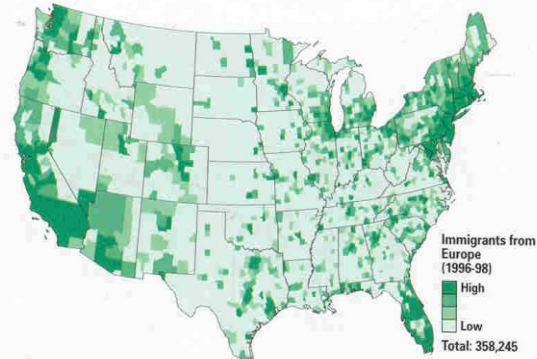 Immigrants from
Europe
(1996-98)
High
Low
Total: 358,245